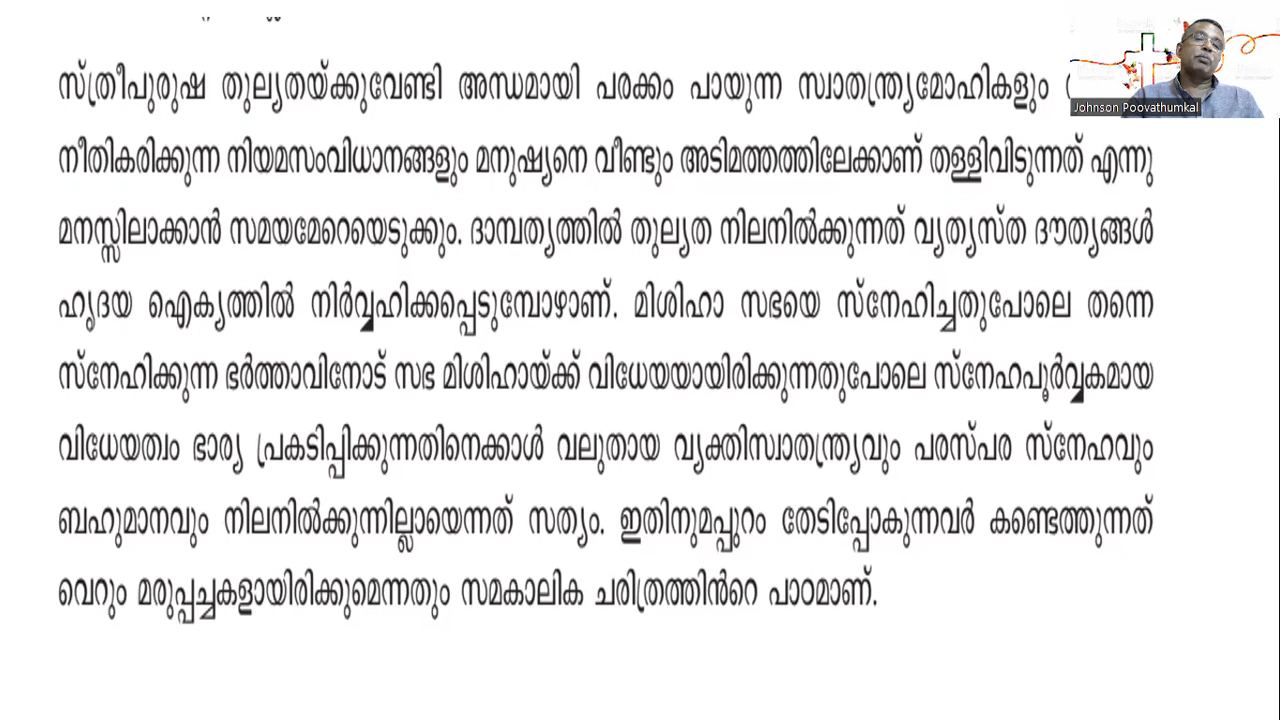 സ്ത്രീപുരുഷ തുല്യതയ്ക്കുവേണ്ടി അന്ധമായി പരക്കം പായുന്ന സ്വാതന്ത്ര്യമോഹികളും
Johnson Poovathumkal
നീതികരിക്കുന്ന നിയമസംവിധാനങ്ങളും മനുഷ്യനെ വീണ്ടും അടിമത്തത്തിലേക്കാണ് തള്ളിവിടുന്നത് എന്നു
മനസ്സിലാക്കാൻ സമയമേറെയെടുക്കും. ദാമ്പത്യത്തിൽ തുല്യത നിലനിൽക്കുന്നത് വ്യത്യസ്ത ദൗത്യങ്ങൾ
ഹൃദയ ഐക്യത്തിൽ നിർവ്വഹിക്കപ്പെടുമ്പോഴാണ്. മിശിഹാ സഭയെ സ്നേഹിച്ചതുപോലെ തന്നെ
സ്നേഹിക്കുന്ന ഭർത്താവിനോട് സഭ മിശിഹായ്ക്ക് വിധേയയായിരിക്കുന്നതുപോലെ സ്നേഹപൂർവ്വകമായ
വിധേയത്വം ഭാര്യ പ്രകടിപ്പിക്കുന്നതിനെക്കാൾ വലുതായ വ്യക്തിസ്വാതന്ത്ര്യവും പരസ്പര സ്നേഹവും
ബഹുമാനവും നിലനിൽക്കുന്നില്ലായെന്നത് സത്യം. ഇതിനുമപ്പുറം തേടിപ്പോകുന്നവർ കണ്ടെത്തുന്നത്
വെറും മരുപ്പച്ചകളായിരിക്കുമെന്നതും സമകാലിക ചരിത്രത്തിൻറെ പാഠമാണ്.